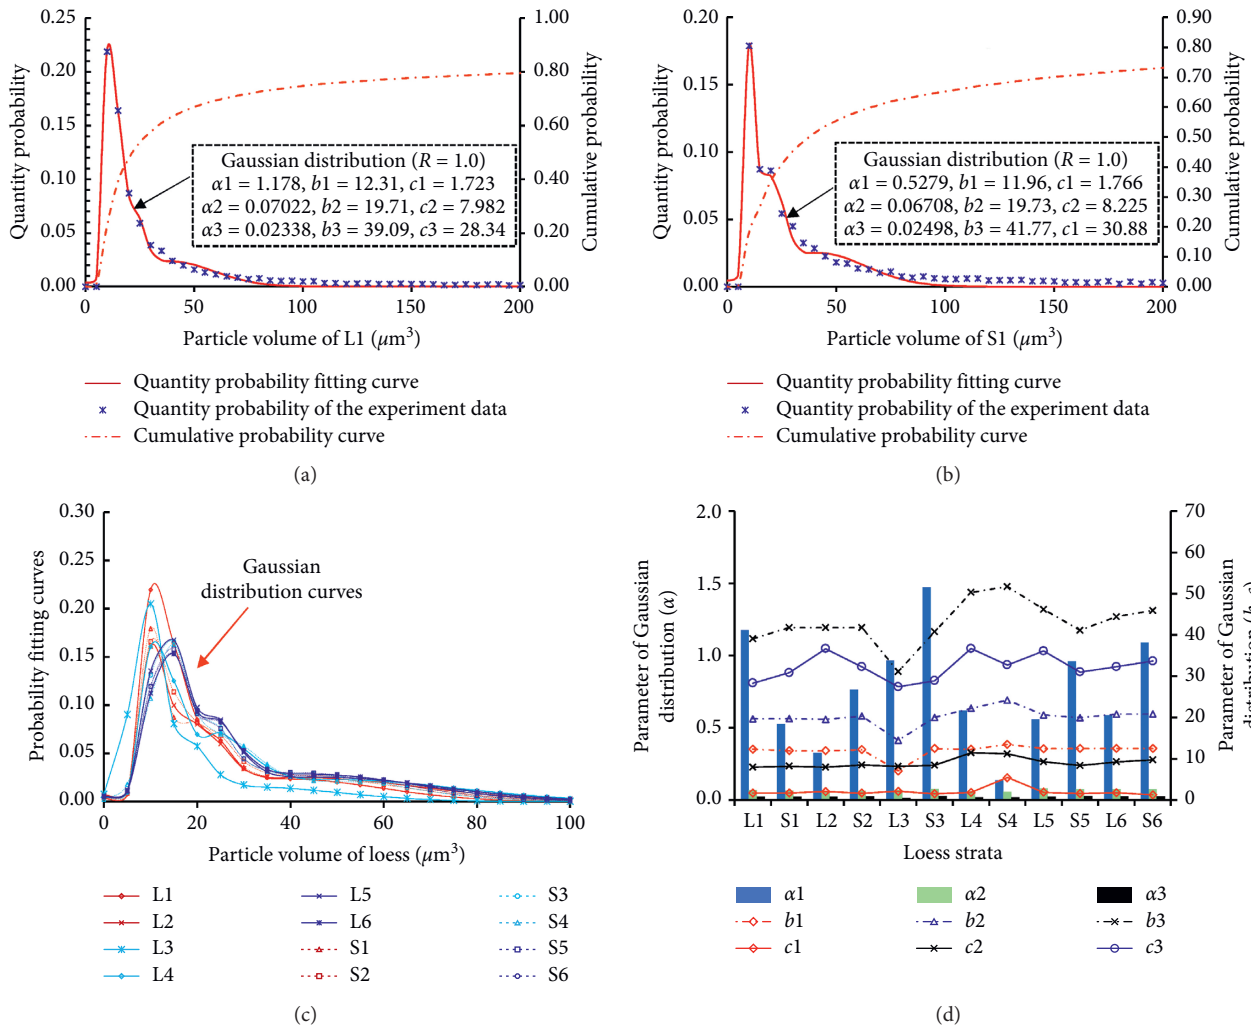 0.25
0.20
0.15
0.10
0.05
0.00
Quantity probability
1.00
0.80
0.60
0.40
0.20
0.00
Cumulative probability
Gaussian distribution (R = 1.0)
α1 = 1.178, b1 = 12.31, c1 = 1.723
α2 = 0.07022, b2 = 19.71, c2 = 7.982
α3 = 0.02338, b3 = 39.09, c3 = 28.34
0 50 100 150 200
Particle volume of L1 (μm³)
Quantity probability fitting curve
Quantity probability of the experiment data
Cumulative probability curve
(a)
0.20
0.15
0.10
0.05
0.00
Quantity probability
0.90
0.80
0.70
0.60
0.50
0.40
0.30
0.20
0.10
0.00
Cumulative probability
Gaussian distribution (R = 1.0)
α1 = 0.5279, b1 = 11.96, c1 = 1.766
α2 = 0.06708, b2 = 19.73, c2 = 8.225
α3 = 0.02498, b3 = 41.77, c1 = 30.88
0 50 100 150 200
Particle volume of S1 (μm³)
Quantity probability fitting curve
Quantity probability of the experiment data
Cumulative probability curve
(b)
0.30
0.25
0.20
0.15
0.10
0.05
0.00
Probability fitting curves
Gaussian
distribution curves
0 20 40 60 80 100
Particle volume of loess (μm³)
L1 L5 S3
L2 L6 S4
L3 S1 S5
L4 S2 S6
(c)
2.0
1.5
1.0
0.5
0.0
Parameter of Gaussian
distribution (α)
70
60
50
40
30
20
10
0
Parameter of Gaussian
distribution (b, c)
L1 S1 L2 S2 L3 S3 L4 S4 L5 S5 L6 S6
Loess strata
α1 α2 α3
b1 b2 b3
c1 c2 c3
(d)